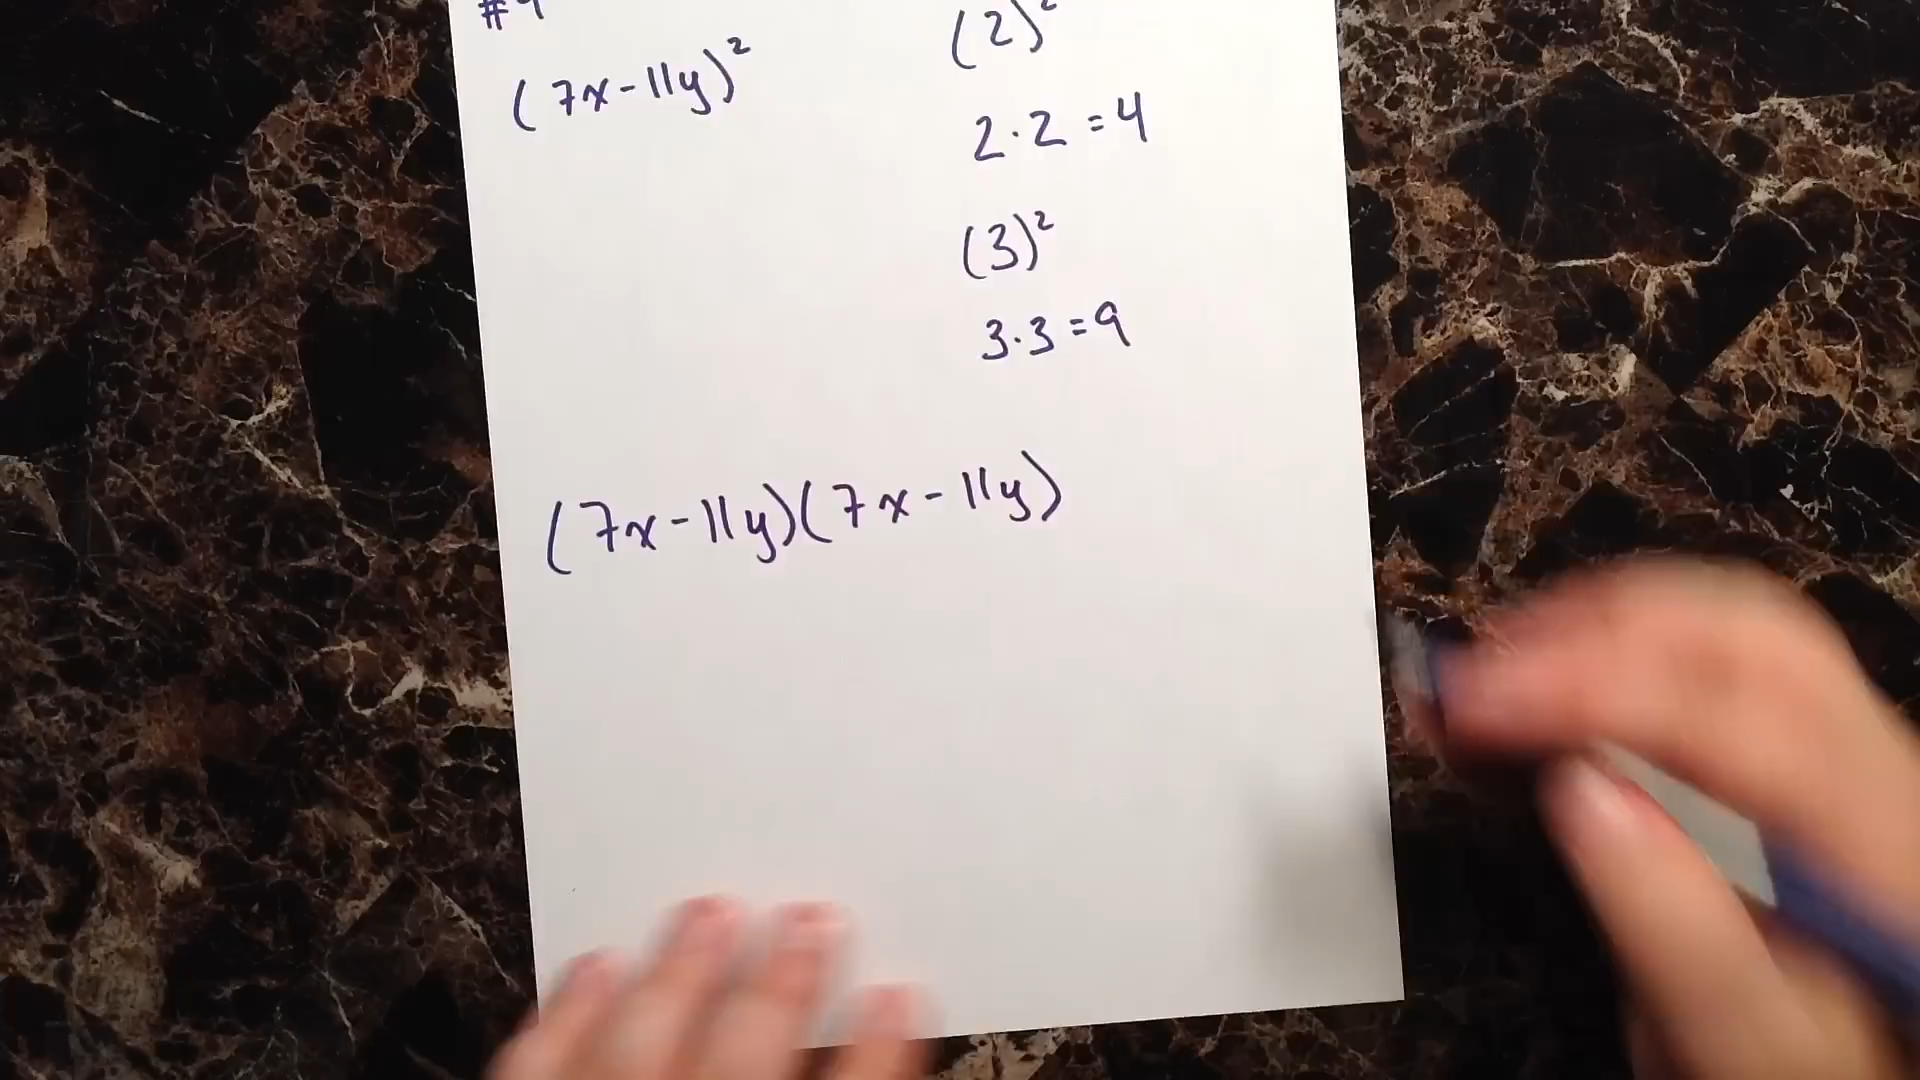 (7x-11y)²
(2)²
2·2=4
(3)²
3·3=9
(7x-11y)(7x-11y)